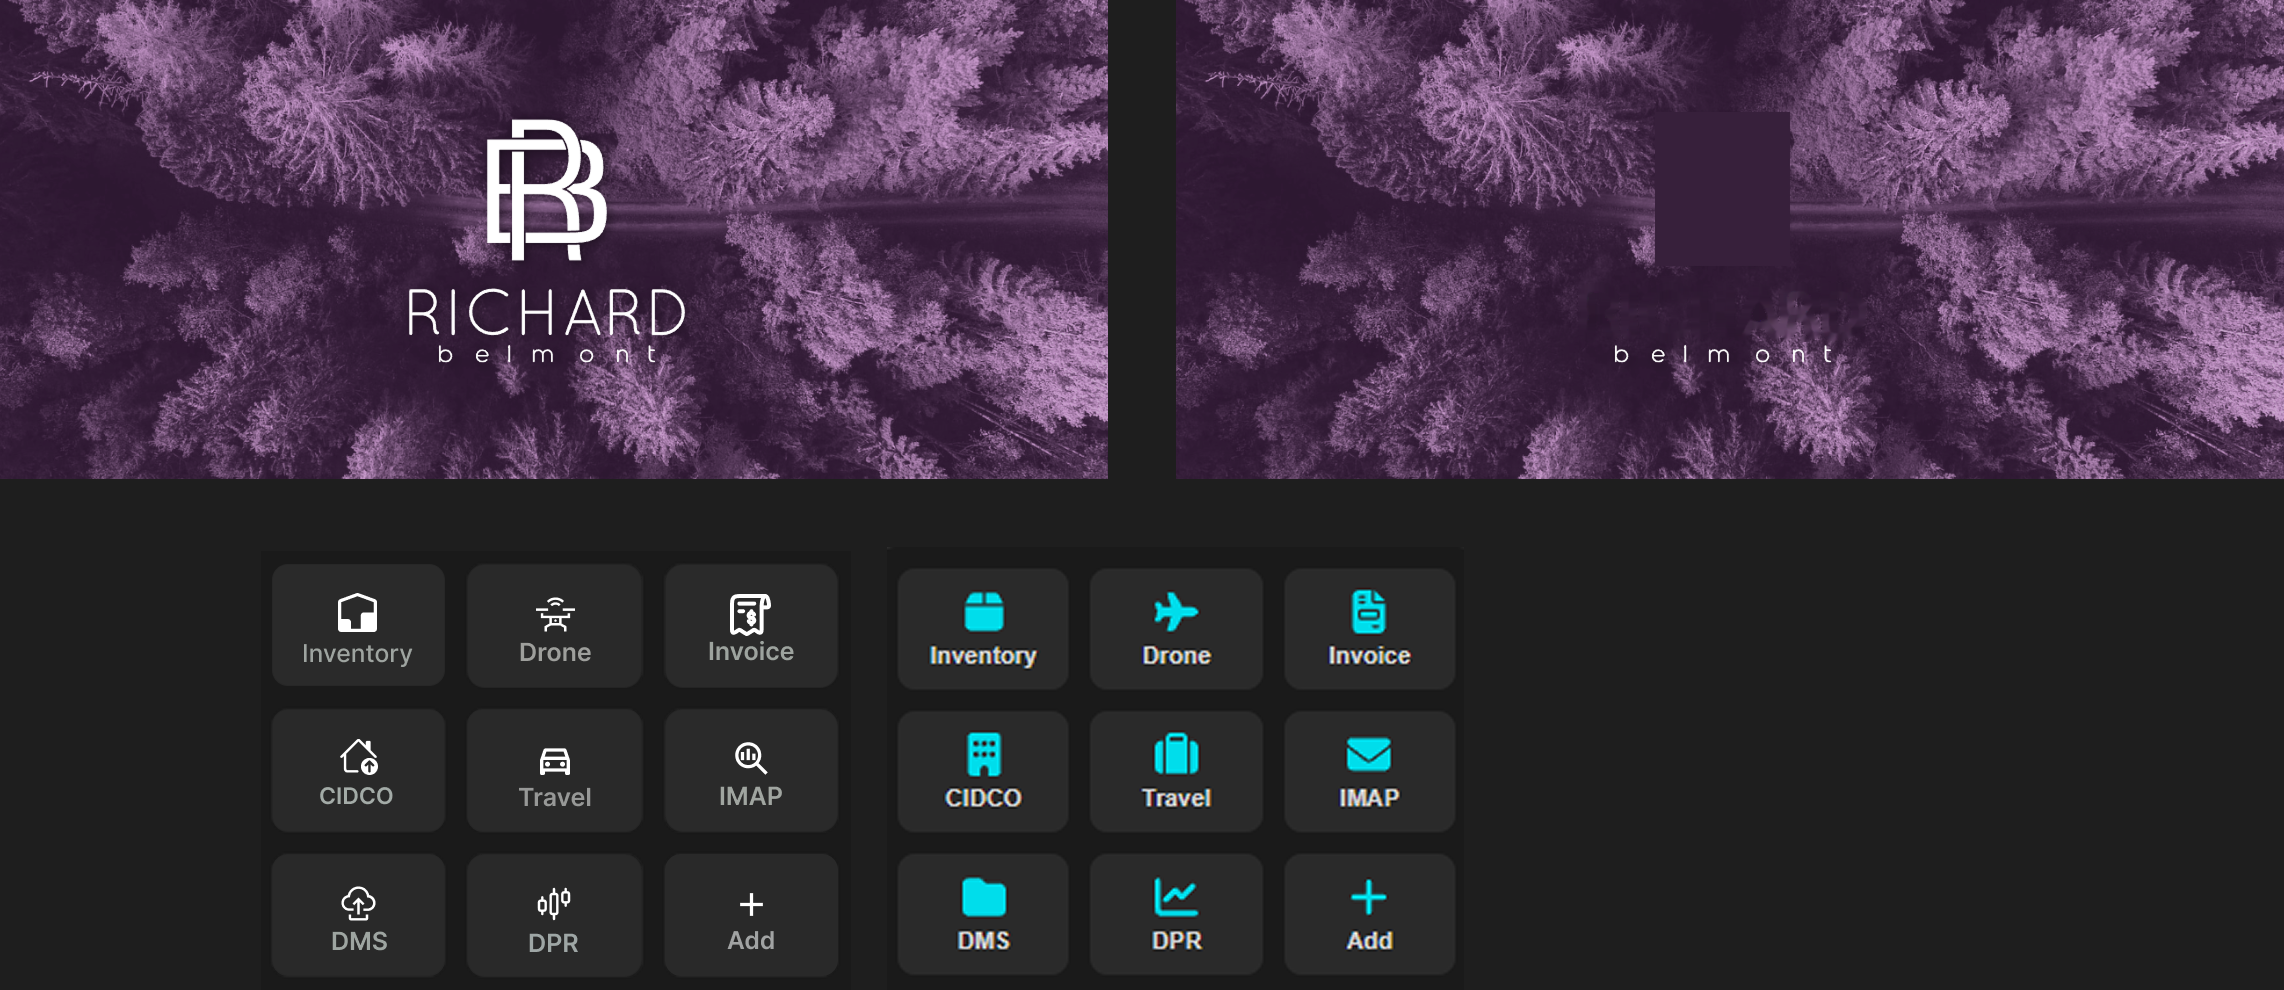 RB
RICHARD
belmont
belmont
Inventory
Drone
Invoice
CIDCO
Travel
IMAP
DMS
DPR
Add
Inventory
Drone
Invoice
CIDCO
Travel
IMAP
DMS
DPR
Add